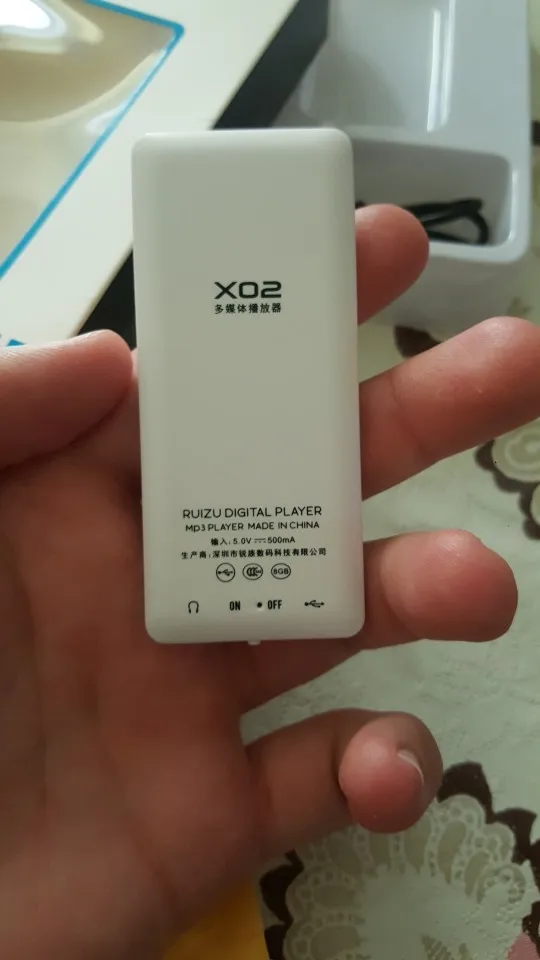 X02
多媒体播放器
RUIZU DIGITAL PLAYER
Mp3 PLAYER MADE IN CHINA
输入: 5.0V⎓500mA
生产商: 深圳市锐族数码科技有限公司
8GB
ON OFF